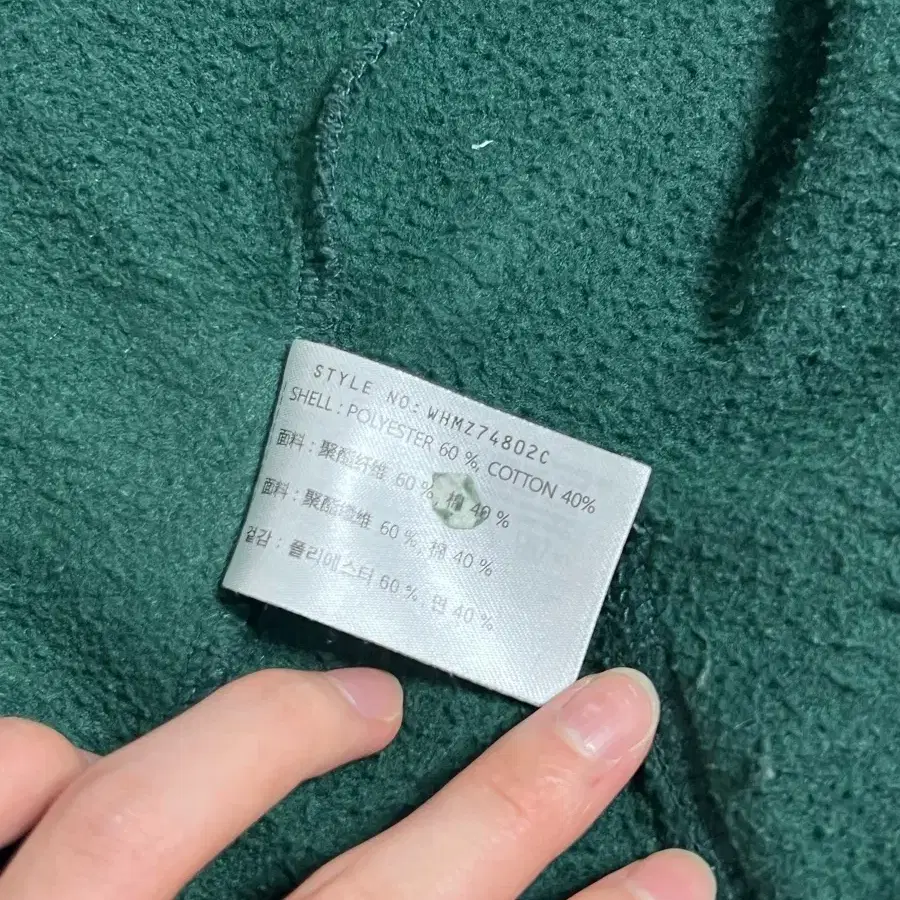 STYLE NO: WHMZ74802C
SHELL : POLYESTER 60 %, COTTON 40%
面料 : 聚酯纤维 60 %, 棉 40 %
面料 : 聚酯纖維 60 %, 棉 40 %
겉감 : 폴리에스터 60 %, 면 40 %